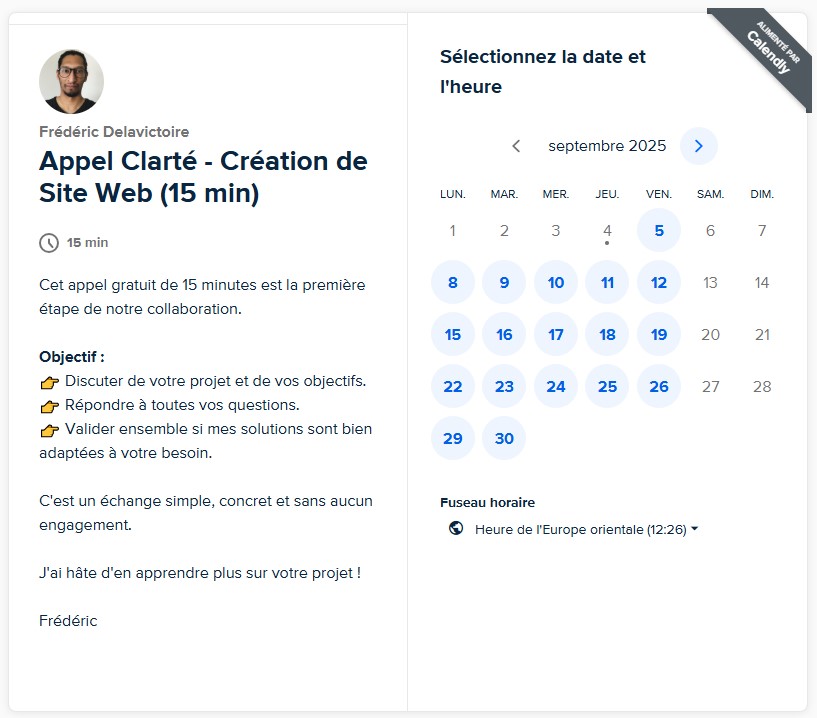 Frédéric Delavictoire
Appel Clarté - Création de
Site Web (15 min)
15 min
Cet appel gratuit de 15 minutes est la première
étape de notre collaboration.
Objectif :
👉 Discuter de votre projet et de vos objectifs.
👉 Répondre à toutes vos questions.
👉 Valider ensemble si mes solutions sont bien
adaptées à votre besoin.
C'est un échange simple, concret et sans aucun
engagement.
J'ai hâte d'en apprendre plus sur votre projet !
Frédéric
ALIMENTÉ PAR
Calendly
Sélectionnez la date et
l'heure
septembre 2025
LUN. MAR. MER. JEU. VEN. SAM. DIM.
1 2 3 4 5 6 7
8 9 10 11 12 13 14
15 16 17 18 19 20 21
22 23 24 25 26 27 28
29 30
Fuseau horaire
Heure de l'Europe orientale (12:26)